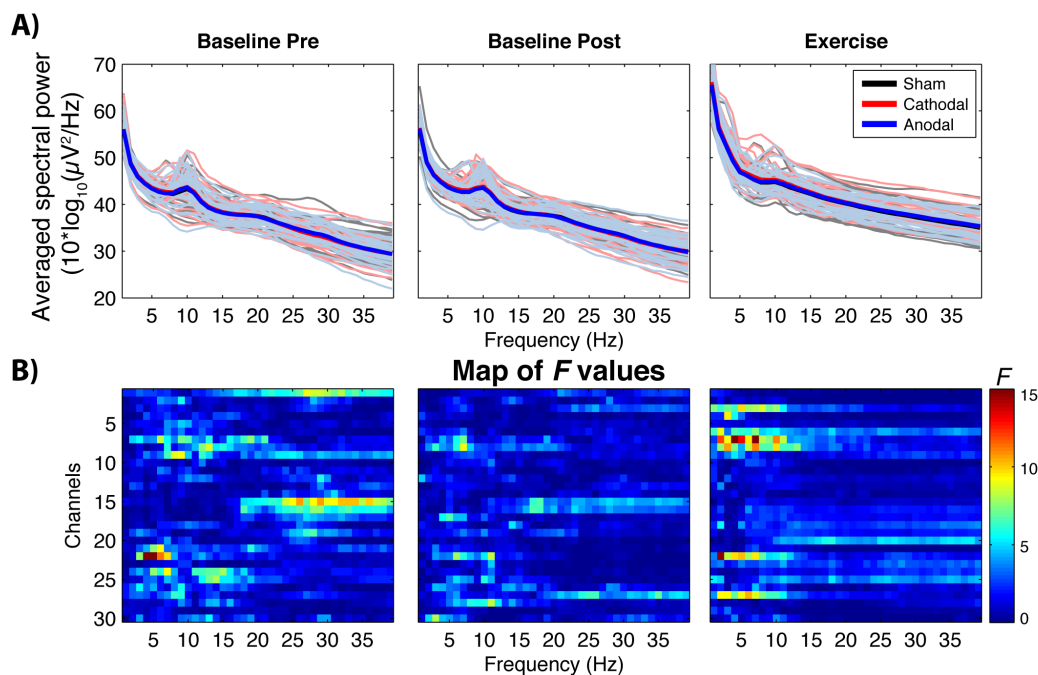 A)
Baseline Pre
Baseline Post
Exercise
Averaged spectral power
(10*log10(µV2/Hz)
70
60
50
40
30
20
Sham
Cathodal
Anodal
5 10 15 20 25 30 35
5 10 15 20 25 30 35
5 10 15 20 25 30 35
Frequency (Hz)
B)
Map of F values
F
Channels
5
10
15
20
25
30
15
10
5
0
5 10 15 20 25 30 35
5 10 15 20 25 30 35
5 10 15 20 25 30 35
Frequency (Hz)